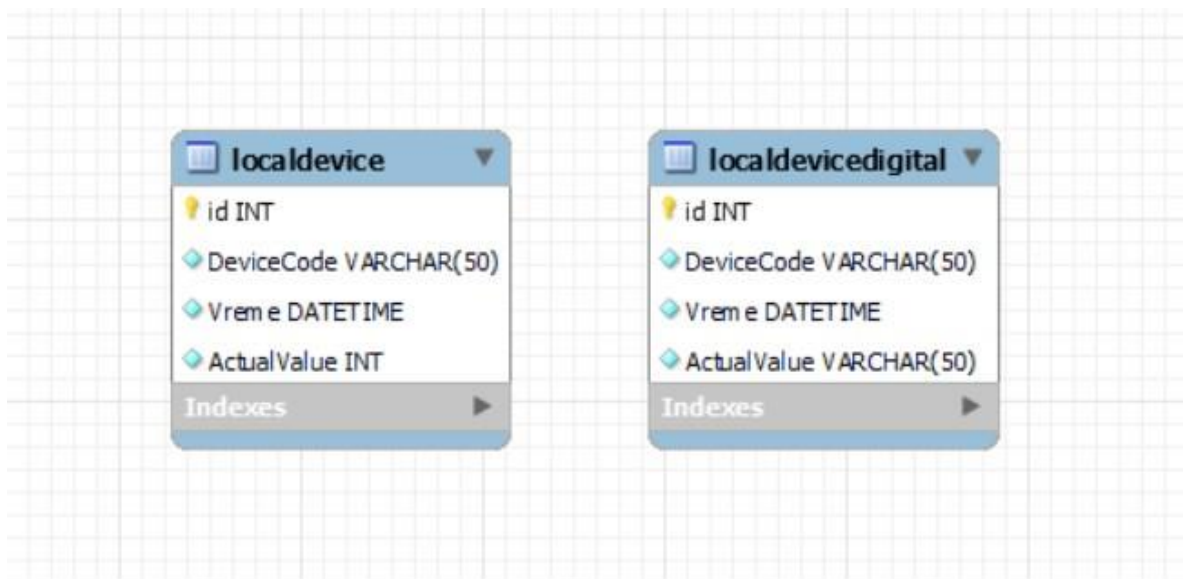 localdevice
id INT
DeviceCode VARCHAR(50)
Vreme DATETIME
ActualValue INT
Indexes
localdevicedigital
id INT
DeviceCode VARCHAR(50)
Vreme DATETIME
ActualValue VARCHAR(50)
Indexes